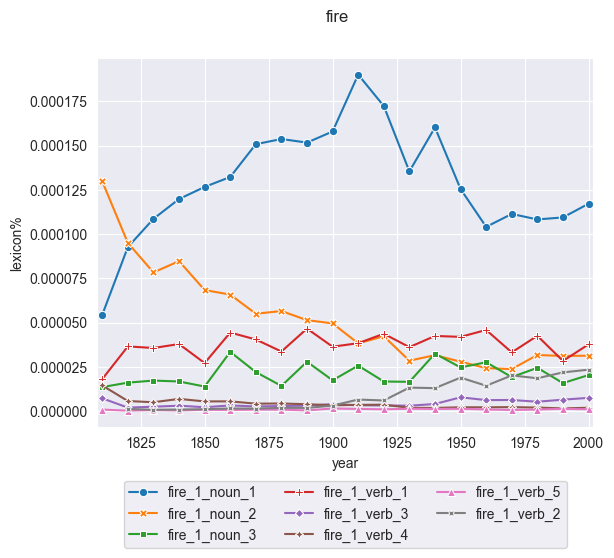 fire
0.000175
0.000150
0.000125
0.000100
0.000075
0.000050
0.000025
0.000000
lexicon%
1825 1850 1875 1900 1925 1950 1975 2000
year
fire_1_noun_1 fire_1_verb_1 fire_1_verb_5
fire_1_noun_2 fire_1_verb_3 fire_1_verb_2
fire_1_noun_3 fire_1_verb_4